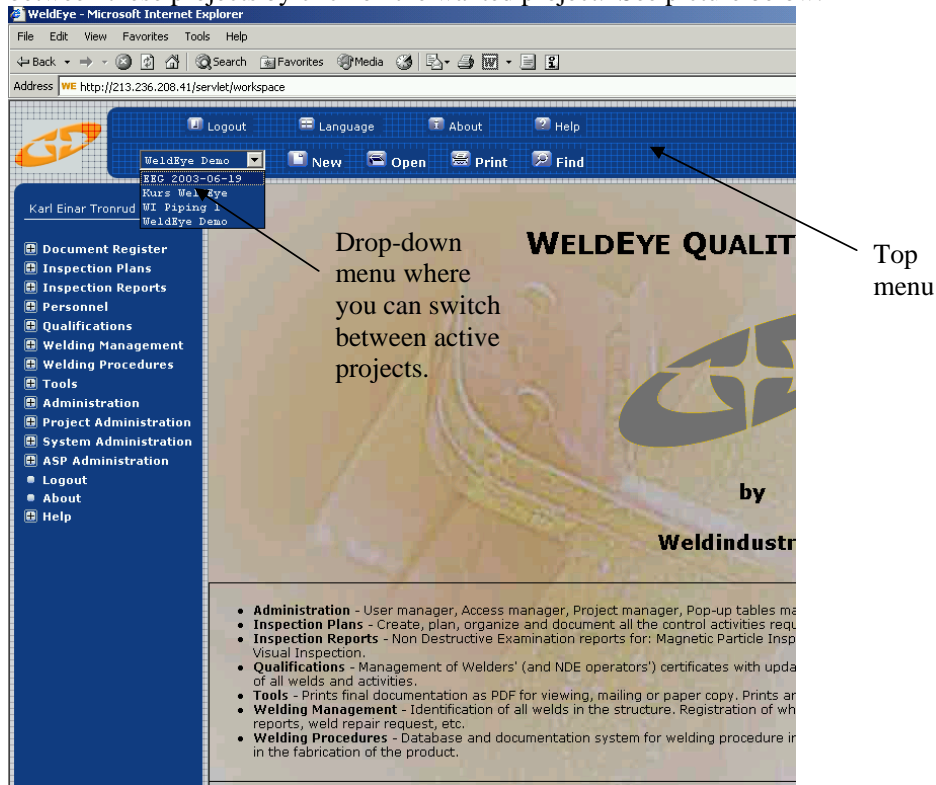 WeldEye - Microsoft Internet Explorer
File Edit View Favorites Tools Help
Back Search Favorites Media
Address WE http://213.236.208.41/servlet/workspace
Logout Language About Help
WeldEye Demo New Open Print Find
EEG 2003-06-19
Kurs WeldEye
WI Piping 1
WeldEye Demo
Karl Einar Tronrud
Document Register
Inspection Plans
Inspection Reports
Personnel
Qualifications
Welding Management
Welding Procedures
Tools
Administration
Project Administration
System Administration
ASP Administration
Logout
About
Help
Drop-down
menu where
you can switch
between active
projects.
WELDEYE QUALIT
Top
menu
by
Weldindustr
Administration - User manager, Access manager, Project manager, Pop-up tables ma
Inspection Plans - Create, plan, organize and document all the control activities requ
Inspection Reports - Non Destructive Examination reports for: Magnetic Particle Insp
Visual Inspection.
Qualifications - Management of Welders' (and NDE operators') certificates with upda
of all welds and activities.
Tools - Prints final documentation as PDF for viewing, mailing or paper copy. Prints ar
Welding Management - Identification of all welds in the structure. Registration of wh
reports, weld repair request, etc.
Welding Procedures - Database and documentation system for welding procedure in
in the fabrication of the product.